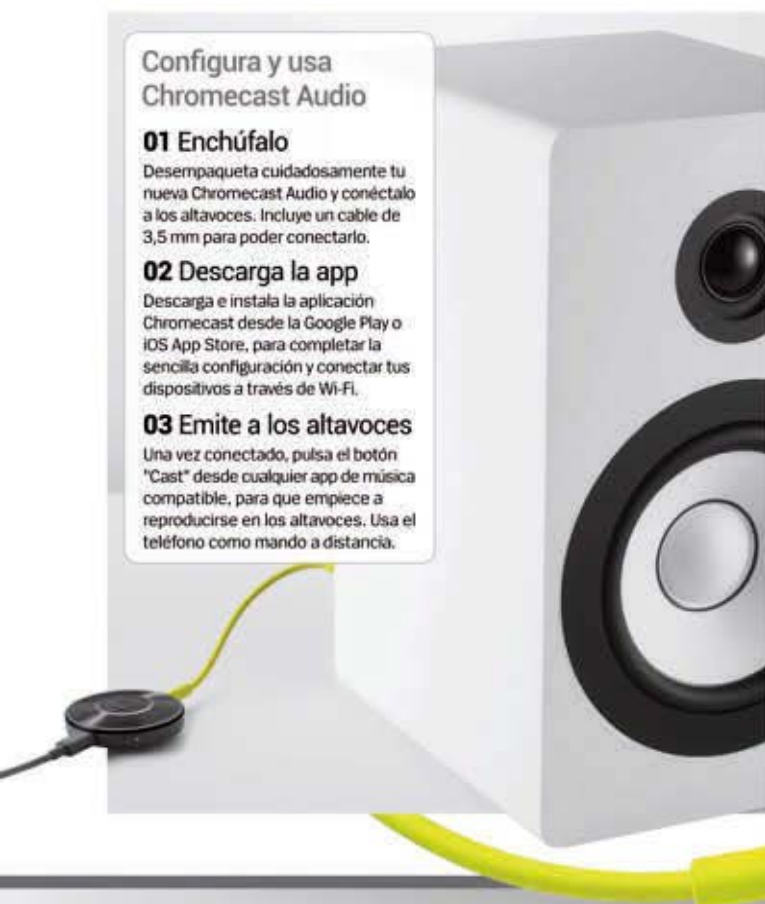 Configura y usa
Chromecast Audio
01 Enchúfalo
Desempaqueta cuidadosamente tu
nueva Chromecast Audio y conéctalo
a los altavoces. Incluye un cable de
3,5 mm para poder conectarlo.
02 Descarga la app
Descarga e instala la aplicación
Chromecast desde la Google Play o
iOS App Store, para completar la
sencilla configuración y conectar tus
dispositivos a través de Wi-Fi.
03 Emite a los altavoces
Una vez conectado, pulsa el botón
"Cast" desde cualquier app de música
compatible, para que empiece a
reproducirse en los altavoces. Usa el
teléfono como mando a distancia.